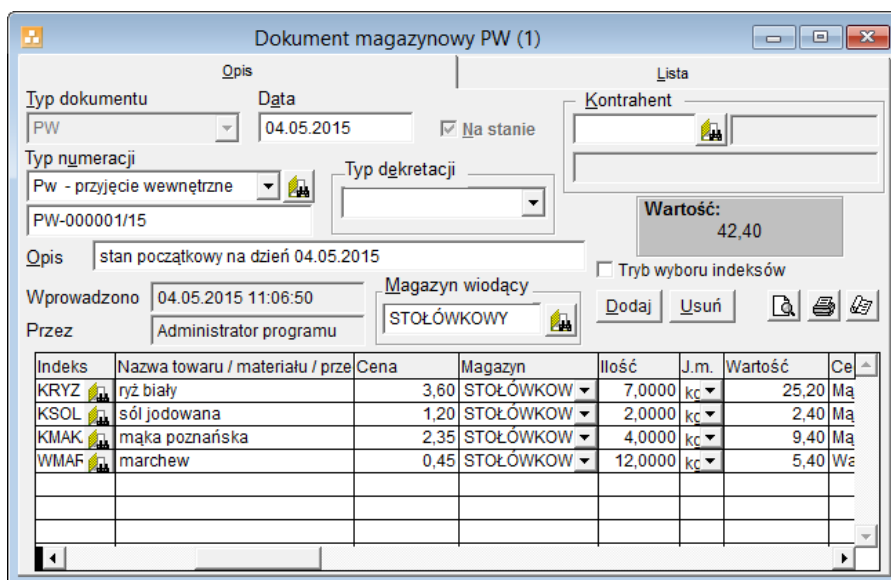 Dokument magazynowy PW (1)
Opis
Lista
Typ dokumentu
Data
Kontrahent
PW
04.05.2015
Na stanie
Typ numeracji
Typ dekretacji
Pw - przyjęcie wewnętrzne
PW-000001/15
Wartość:
42,40
Opis
stan początkowy na dzień 04.05.2015
Tryb wyboru indeksów
Wprowadzono
04.05.2015 11:06:50
Magazyn wiodący
STOŁÓWKOWY
Dodaj
Usuń
Przez
Administrator programu
Indeks Nazwa towaru / materiału / prze Cena Magazyn Ilość J.m. Wartość Ce
KRYZ ryż biały 3,60 STOŁÓWKOW 7,0000 kg 25,20 Mą
KSOL sól jodowana 1,20 STOŁÓWKOW 2,0000 kg 2,40 Mą
KMAK mąka poznańska 2,35 STOŁÓWKOW 4,0000 kg 9,40 Mą
WMAR marchew 0,45 STOŁÓWKOW 12,0000 kg 5,40 Wa